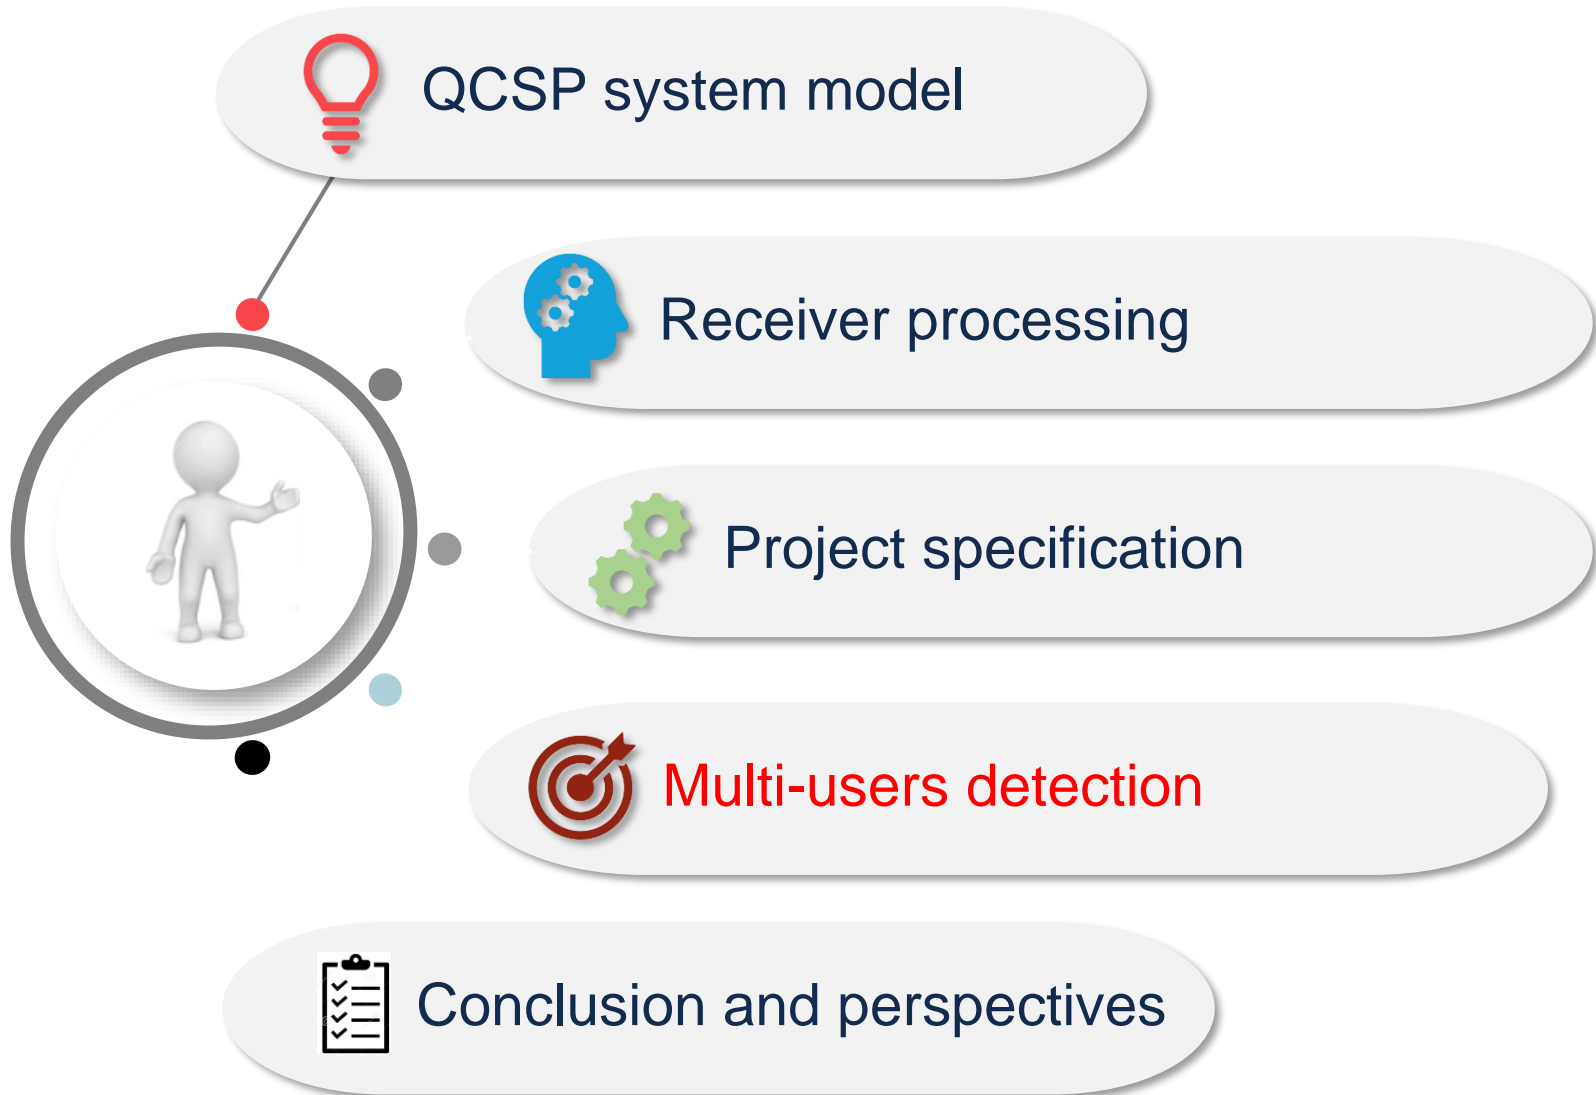 QCSP system model
Receiver processing
Project specification
Multi-users detection
Conclusion and perspectives